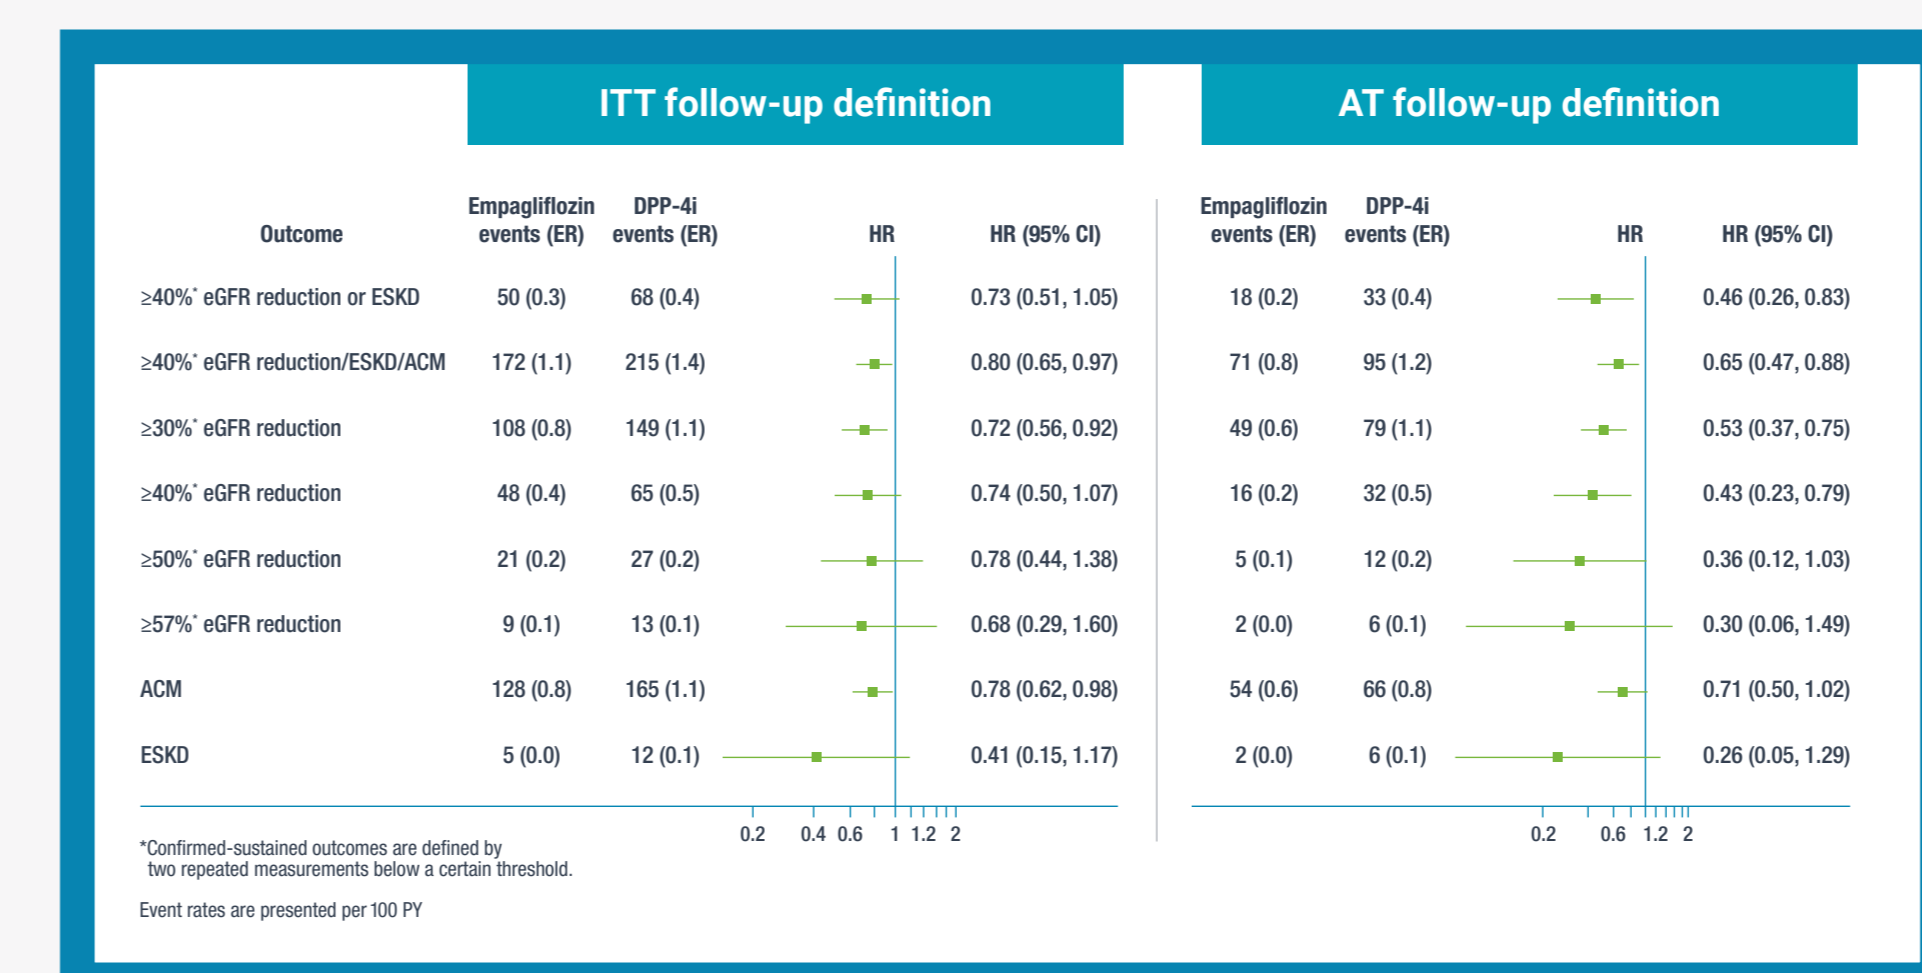 ITT follow-up definition AT follow-up definition
Empagliflozin DPP-4i Empagliflozin DPP-4i
Outcome events (ER) events (ER) HR HR (95% CI) events (ER) events (ER) HR HR (95% CI)
≥40%* eGFR reduction or ESKD 50 (0.3) 68 (0.4) 0.73 (0.51, 1.05) 18 (0.2) 33 (0.4) 0.46 (0.26, 0.83)
≥40%* eGFR reduction/ESKD/ACM 172 (1.1) 215 (1.4) 0.80 (0.65, 0.97) 71 (0.8) 95 (1.2) 0.65 (0.47, 0.88)
≥30%* eGFR reduction 108 (0.8) 149 (1.1) 0.72 (0.56, 0.92) 49 (0.6) 79 (1.1) 0.53 (0.37, 0.75)
≥40%* eGFR reduction 48 (0.4) 65 (0.5) 0.74 (0.50, 1.07) 16 (0.2) 32 (0.5) 0.43 (0.23, 0.79)
≥50%* eGFR reduction 21 (0.2) 27 (0.2) 0.78 (0.44, 1.38) 5 (0.1) 12 (0.2) 0.36 (0.12, 1.03)
≥57%* eGFR reduction 9 (0.1) 13 (0.1) 0.68 (0.29, 1.60) 2 (0.0) 6 (0.1) 0.30 (0.06, 1.49)
ACM 128 (0.8) 165 (1.1) 0.78 (0.62, 0.98) 54 (0.6) 66 (0.8) 0.71 (0.50, 1.02)
ESKD 5 (0.0) 12 (0.1) 0.41 (0.15, 1.17) 2 (0.0) 6 (0.1) 0.26 (0.05, 1.29)
0.2 0.4 0.6 1 1.2 2 0.2 0.6 1.2 2
*Confirmed-sustained outcomes are defined by
two repeated measurements below a certain threshold.
Event rates are presented per 100 PY